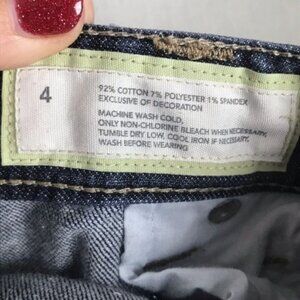 4
92% COTTON 7% POLYESTER 1% SPANDEX
EXCLUSIVE OF DECORATION
MACHINE WASH COLD,
ONLY NON-CHLORINE BLEACH WHEN NECESSARY,
TUMBLE DRY LOW, COOL IRON IF NECESSARY.
WASH BEFORE WEARING